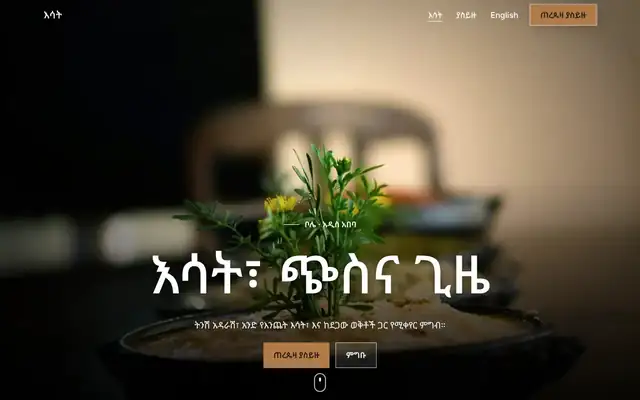 እሳት
እሳት ያስይዙ English ጠረጴዛ ያስይዙ
ቦሌ · አዲስ አበባ
እሳት፣ ጭስና ጊዜ
ትንሽ አዳራሽ፣ አንድ የእንጨት እሳት፣ እና ከደጋው ወቅቶች ጋር የሚቀየር ምግብ።
ጠረጴዛ ያስይዙ ምግቡ